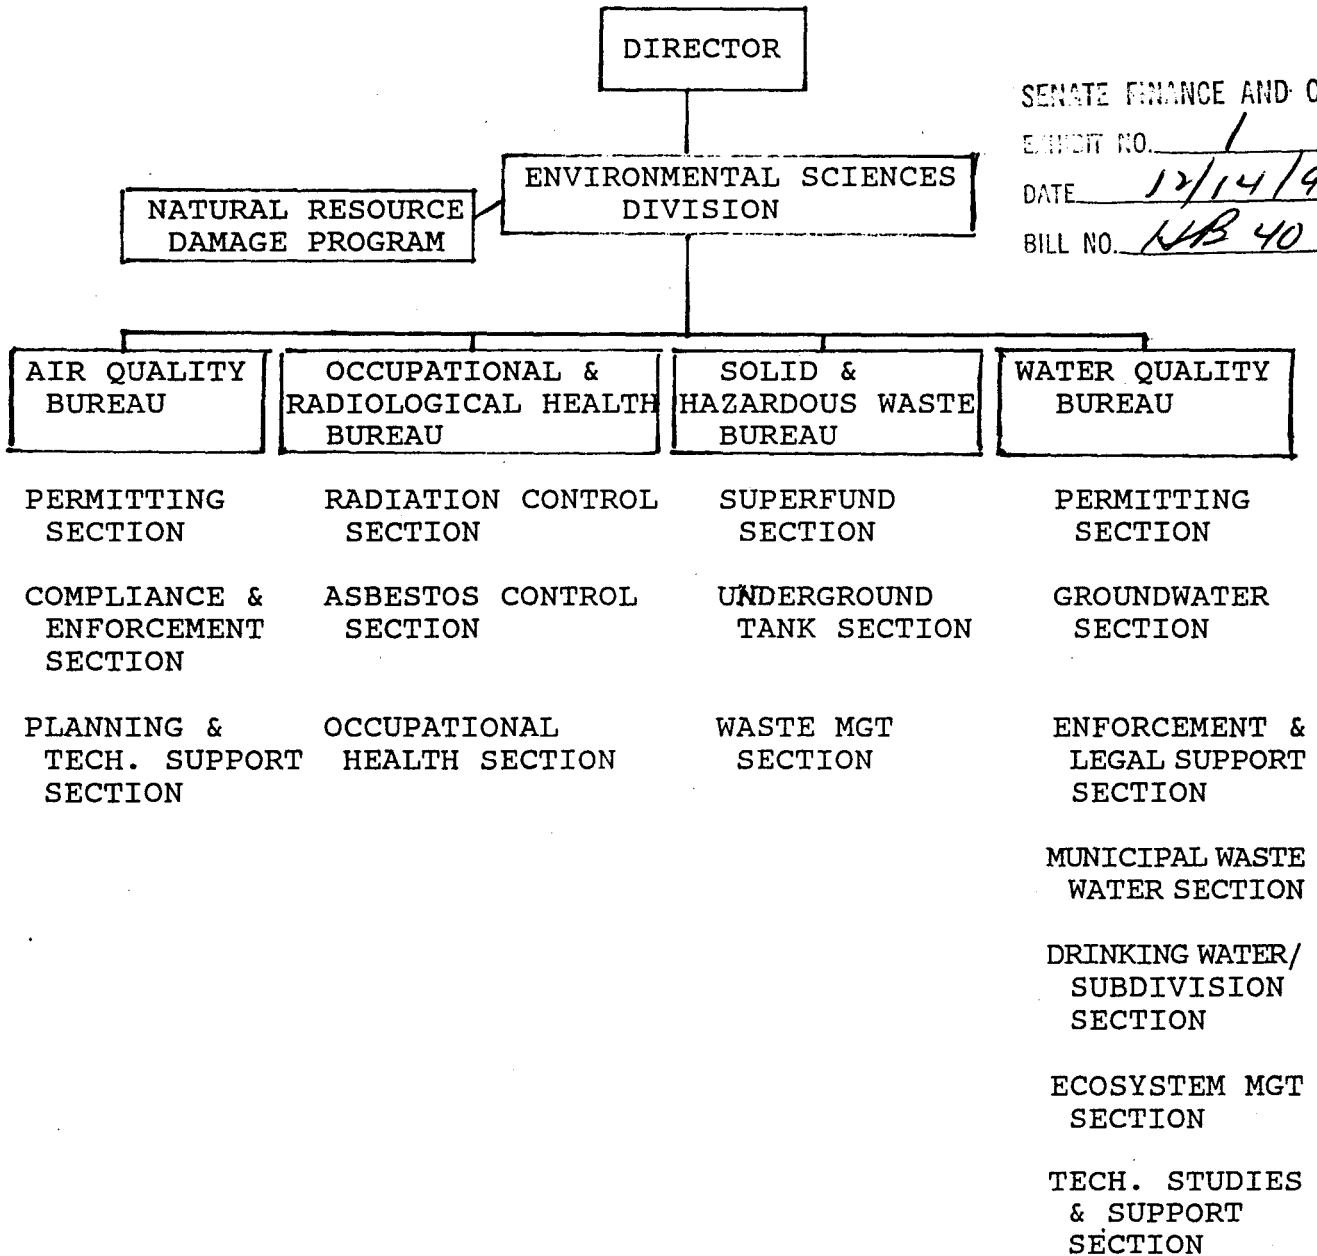 DIRECTOR
SENATE FINANCE AND
EXHIBIT NO. 1
DATE 12/14/9
BILL NO. HB 40
ENVIRONMENTAL SCIENCES
DIVISION
NATURAL RESOURCE
DAMAGE PROGRAM
AIR QUALITY
BUREAU
OCCUPATIONAL &
RADIOLOGICAL HEALTH
BUREAU
SOLID &
HAZARDOUS WASTE
BUREAU
WATER QUALITY
BUREAU
PERMITTING
SECTION
COMPLIANCE &
ENFORCEMENT
SECTION
PLANNING &
TECH. SUPPORT
SECTION
RADIATION CONTROL
SECTION
ASBESTOS CONTROL
SECTION
OCCUPATIONAL
HEALTH SECTION
SUPERFUND
SECTION
UNDERGROUND
TANK SECTION
WASTE MGT
SECTION
PERMITTING
SECTION
GROUNDWATER
SECTION
ENFORCEMENT &
LEGAL SUPPORT
SECTION
MUNICIPAL WASTE
WATER SECTION
DRINKING WATER/
SUBDIVISION
SECTION
ECOSYSTEM MGT
SECTION
TECH. STUDIES
& SUPPORT
SECTION